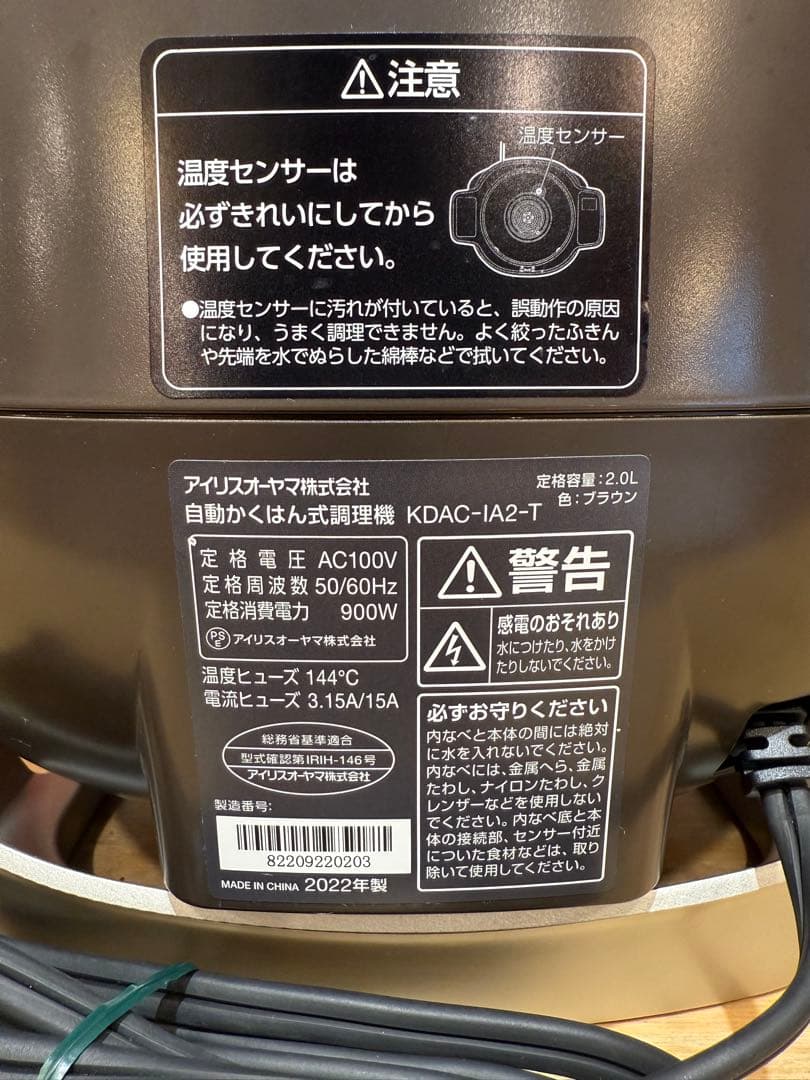 ⚠注意
温度センサー
温度センサーは
必ずきれいにしてから
使用してください。
●温度センサーに汚れが付いていると、誤動作の原因
になり、うまく調理できません。よく絞ったふきん
や先端を水でぬらした綿棒などで拭いてください。
アイリスオーヤマ株式会社
自動かくはん式調理機 KDAC-IA2-T
定格容量:2.0L
色:ブラウン
定格電圧 AC100V
定格周波数 50/60Hz
定格消費電力 900W
PSE アイリスオーヤマ株式会社
温度ヒューズ 144℃
電流ヒューズ 3.15A/15A
総務省基準適合
型式確認第IRIH-146号
アイリスオーヤマ株式会社
製造番号:
82209220203
MADE IN CHINA 2022年製
⚠警告
感電のおそれあり
水につけたり、水をかけ
たりしないでください。
必ずお守りください
内なべと本体の間には絶対
に水を入れないでください。
内なべには、金属へら、金属
たわし、ナイロンたわし、ク
レンザーなどを使用しない
でください。内なべ底と本
体の接続部、センサー付近
についた食材などは、取り
除いて使用してください。